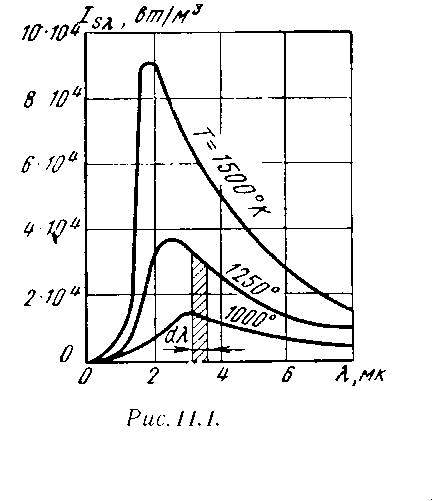 I_sλ, вт/м³
10·10⁴
8 10⁴
6·10⁴
4·10⁴
2·10⁴
0
T=1500°K
1250°
1000°
dλ
0 2 4 6 λ, мк
Рис. 11.1.